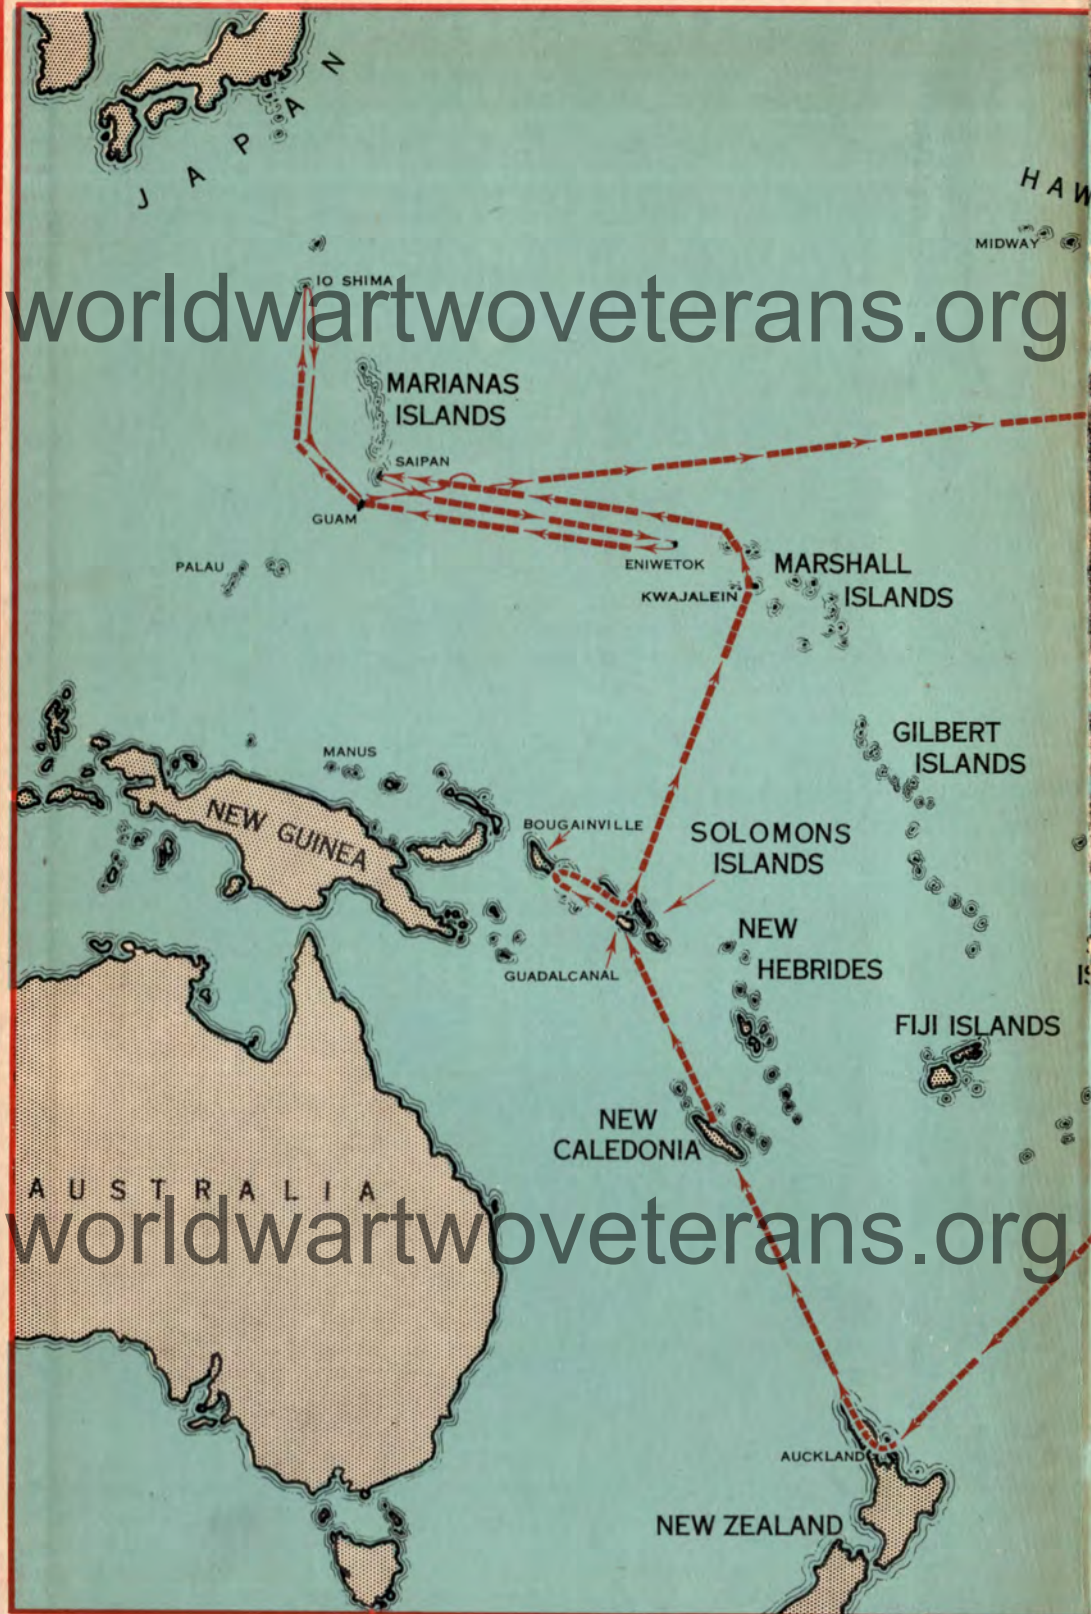 JAPAN
HAW
MIDWAY
IO SHIMA
worldwartwoveterans.org
MARIANAS
ISLANDS
SAIPAN
GUAM
PALAU
ENIWETOK
KWAJALEIN
MARSHALL
ISLANDS
GILBERT
ISLANDS
MANUS
NEW GUINEA
BOUGAINVILLE
SOLOMONS
ISLANDS
NEW
HEBRIDES
GUADALCANAL
IS
FIJI ISLANDS
NEW
CALEDONIA
AUSTRALIA
worldwartwoveterans.org
AUCKLAND
NEW ZEALAND